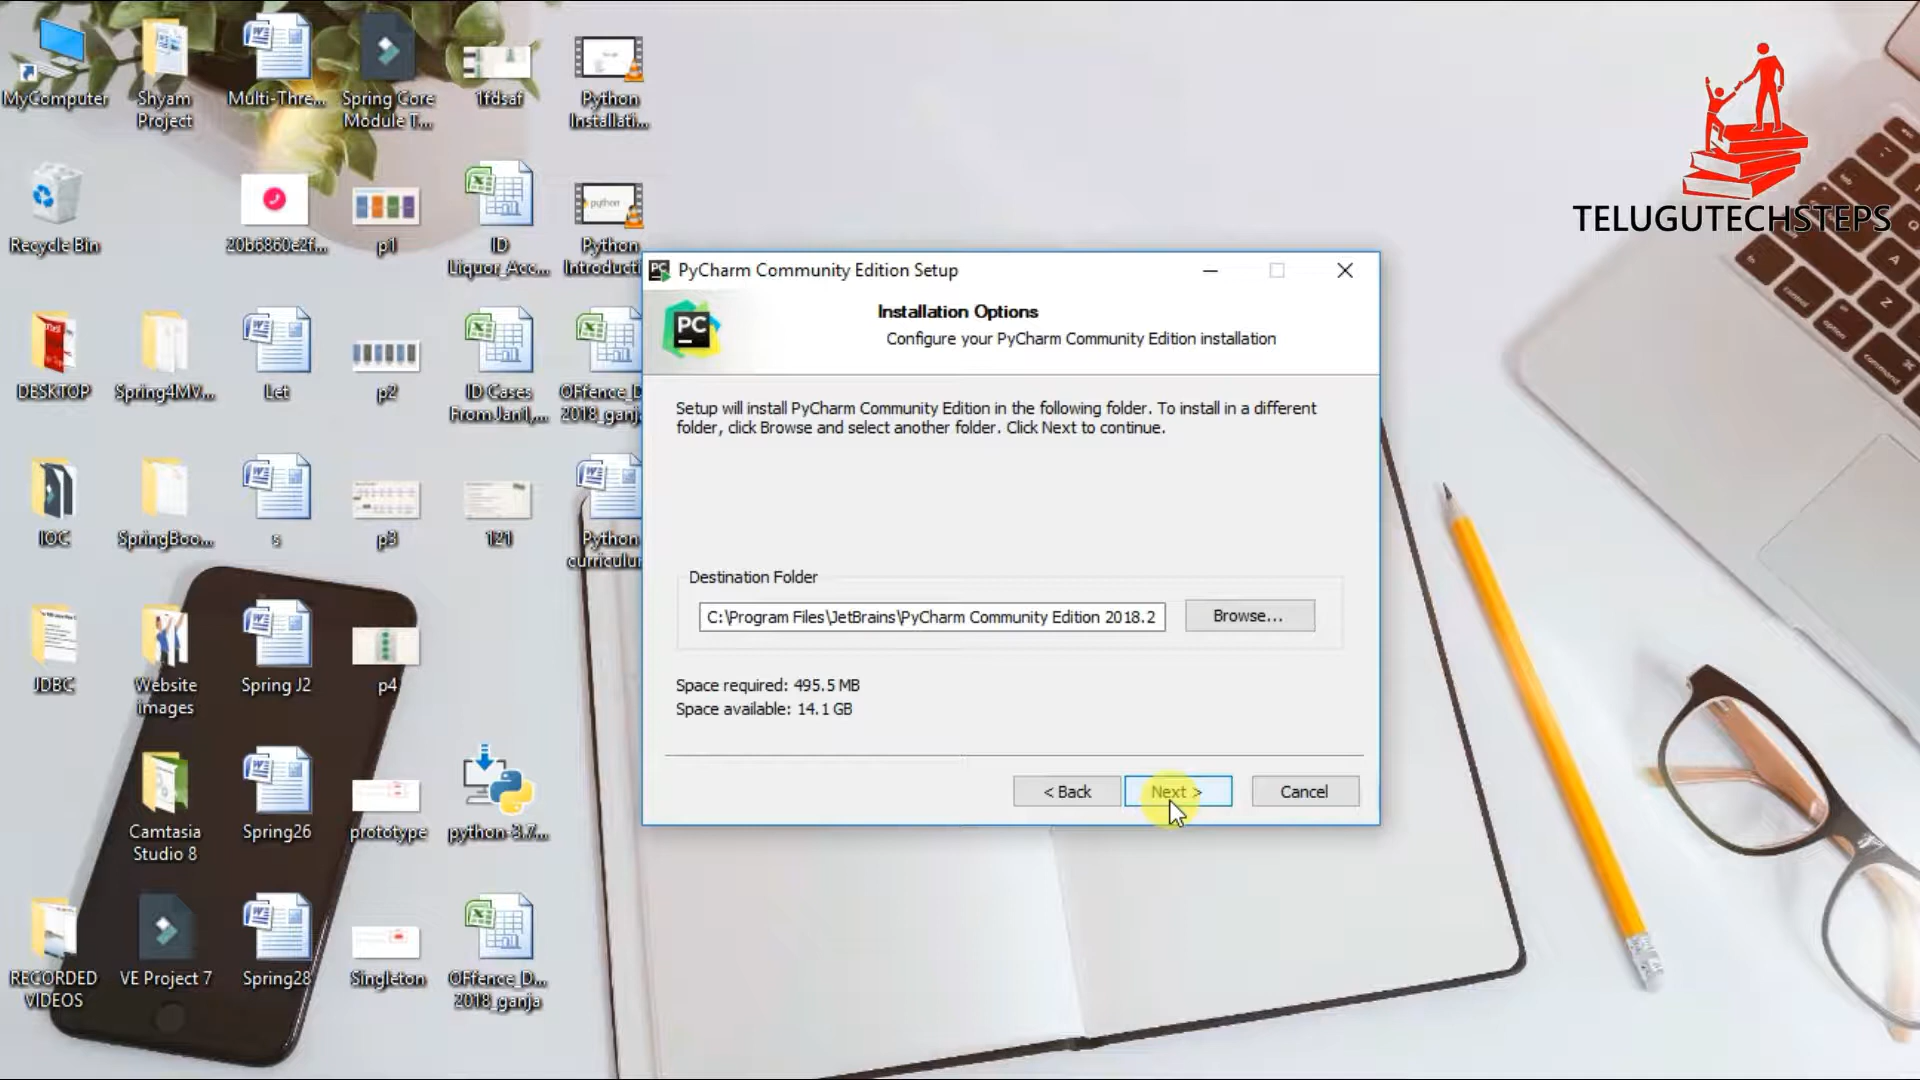 MyComputer
Shyam
Project
Multi-Thre...
Spring Core
Module T...
1fdsaf
Python
Installati...
TELUGUTECHSTEPS
Recycle Bin
20b6860e2f...
p1
ID
Liquor_Acc...
python
Python
Introducti
DESKTOP
Spring4MV...
Let
p2
ID Cases
From Jan1,...
OFfence_D
2018_ganj
IOC
SpringBoo...
s
p3
121
Python
curriculu
JDBC
Website
images
Spring J2
p4
Camtasia
Studio 8
Spring26
prototype
python-3.7...
RECORDED
VIDEOS
VE Project 7
Spring28
Singleton
OFfence_D...
2018_ganja
PyCharm Community Edition Setup
PC
Installation Options
Configure your PyCharm Community Edition installation
Setup will install PyCharm Community Edition in the following folder. To install in a different
folder, click Browse and select another folder. Click Next to continue.
Destination Folder
C:\Program Files\JetBrains\PyCharm Community Edition 2018.2
Browse...
Space required: 495.5 MB
Space available: 14.1 GB
< Back
Next >
Cancel